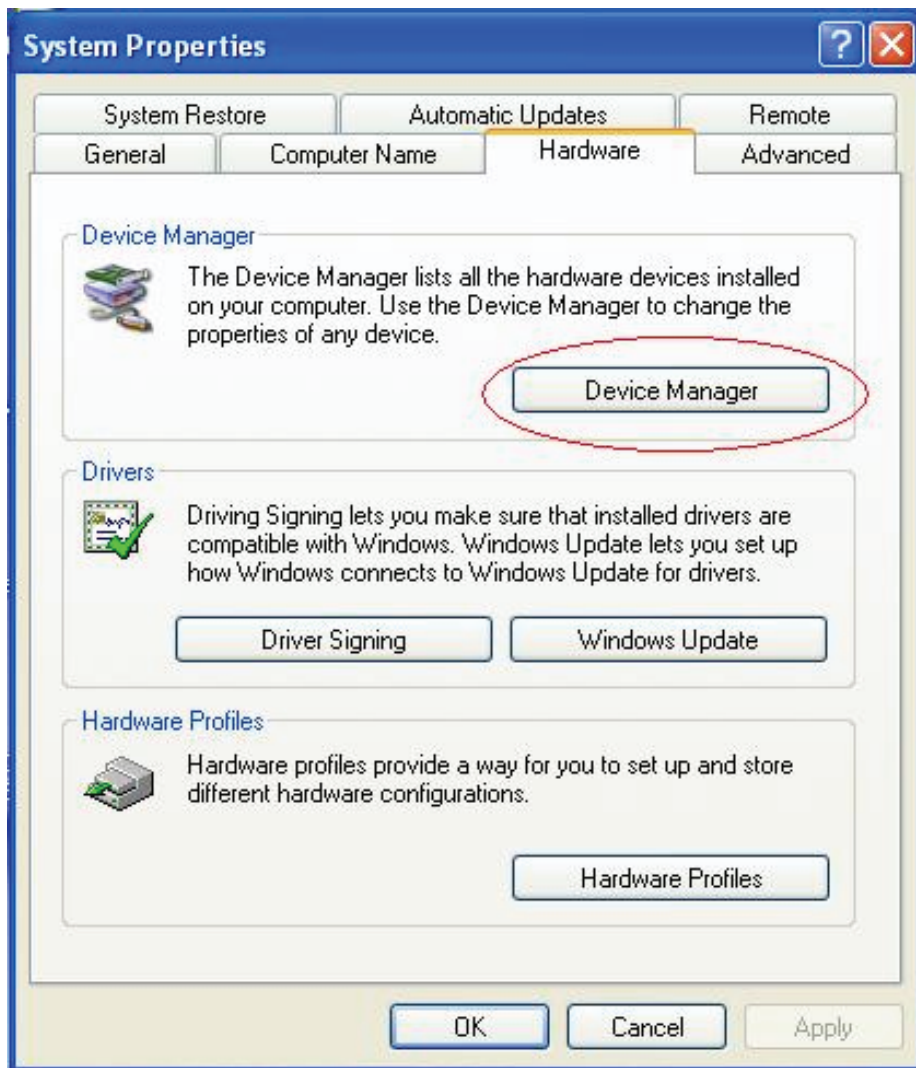 System Properties
System Restore
Automatic Updates
Remote
General
Computer Name
Hardware
Advanced
Device Manager
The Device Manager lists all the hardware devices installed
on your computer. Use the Device Manager to change the
properties of any device.
Device Manager
Drivers
Driving Signing lets you make sure that installed drivers are
compatible with Windows. Windows Update lets you set up
how Windows connects to Windows Update for drivers.
Driver Signing
Windows Update
Hardware Profiles
Hardware profiles provide a way for you to set up and store
different hardware configurations.
Hardware Profiles
OK
Cancel
Apply